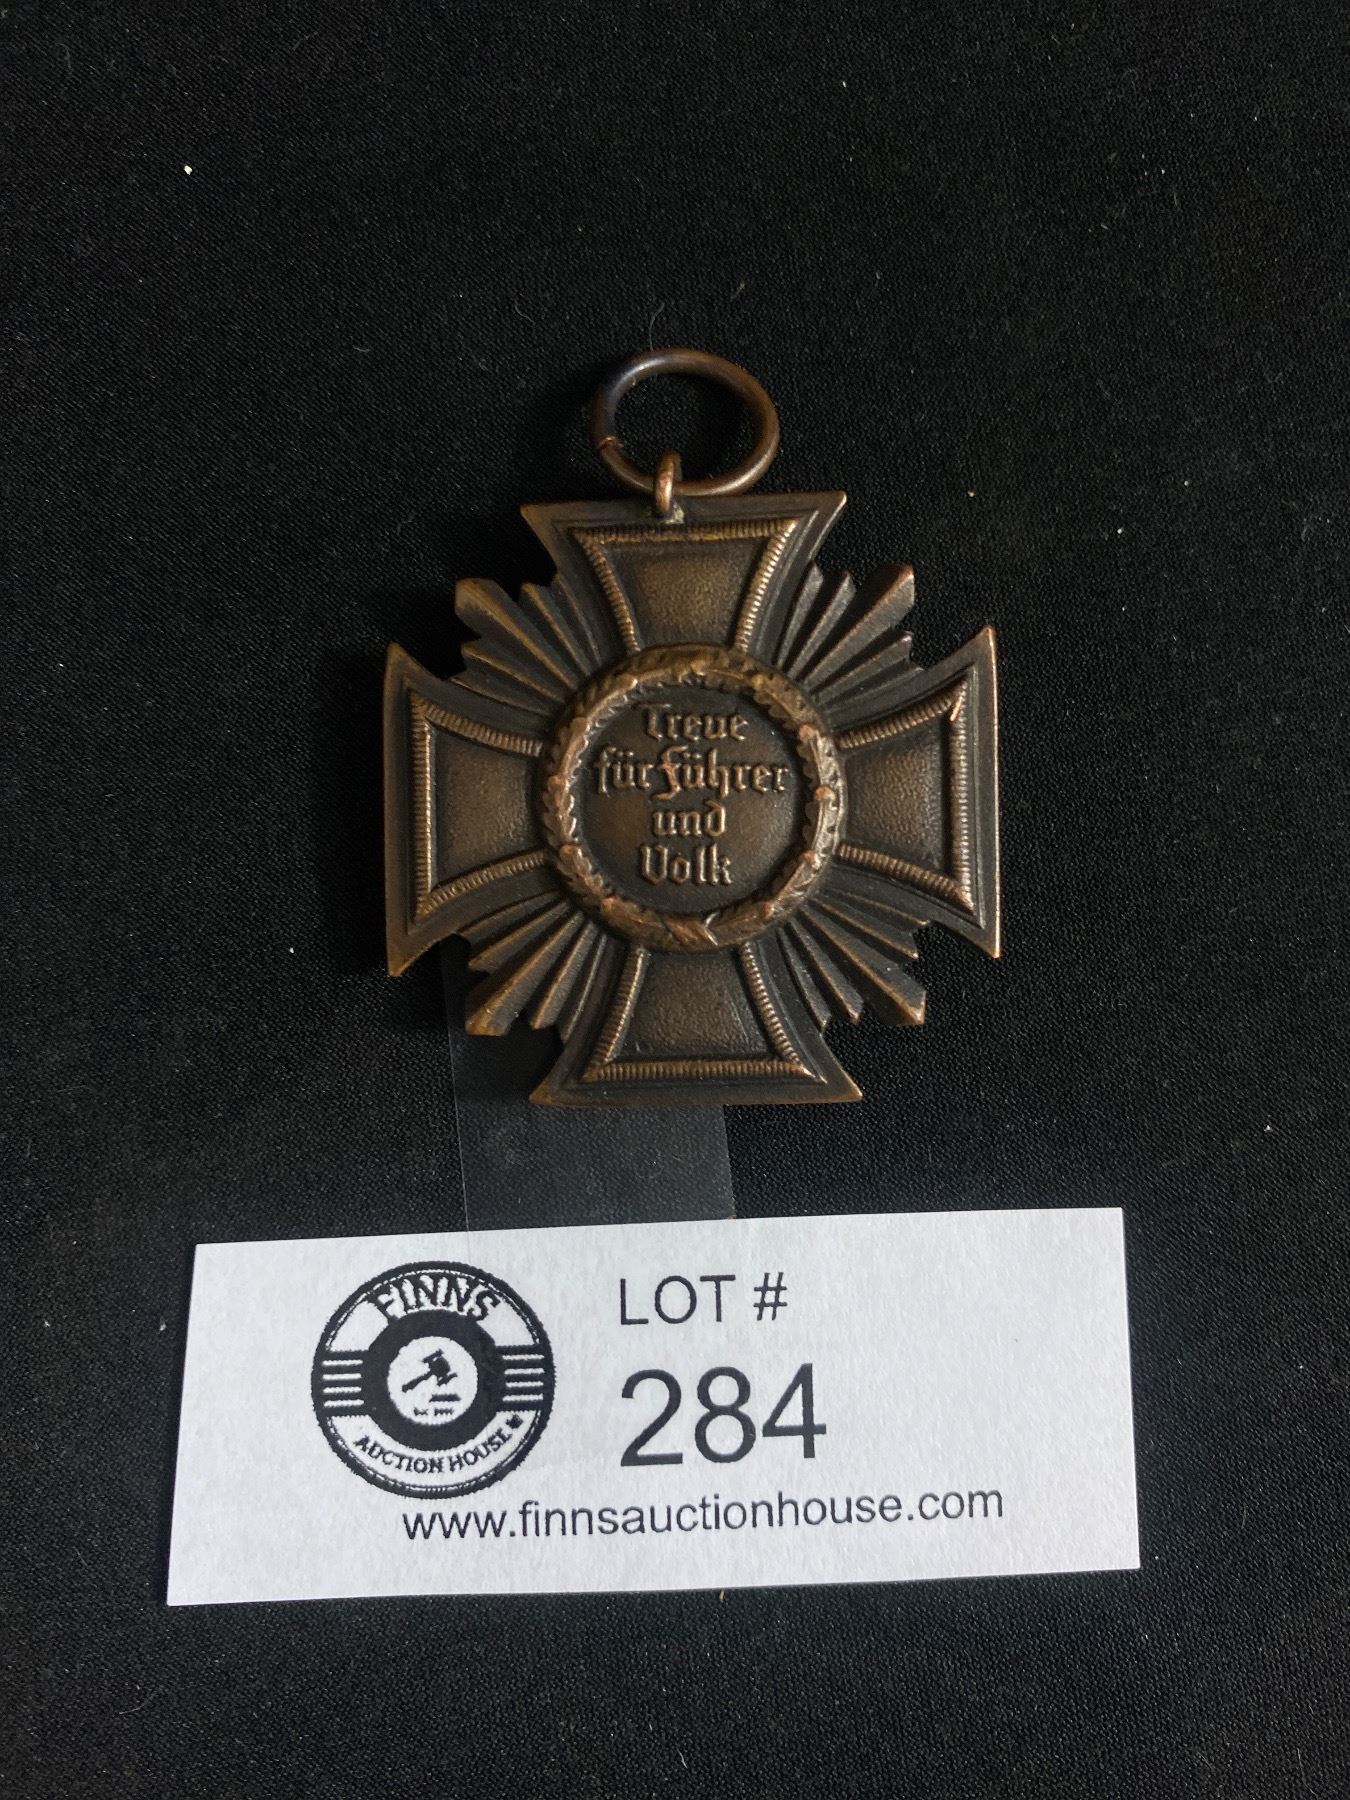 Treue
für Führer
und
Volk
FINNS
AUCTION HOUSE
LOT #
284
www.finnsauctionhouse.com